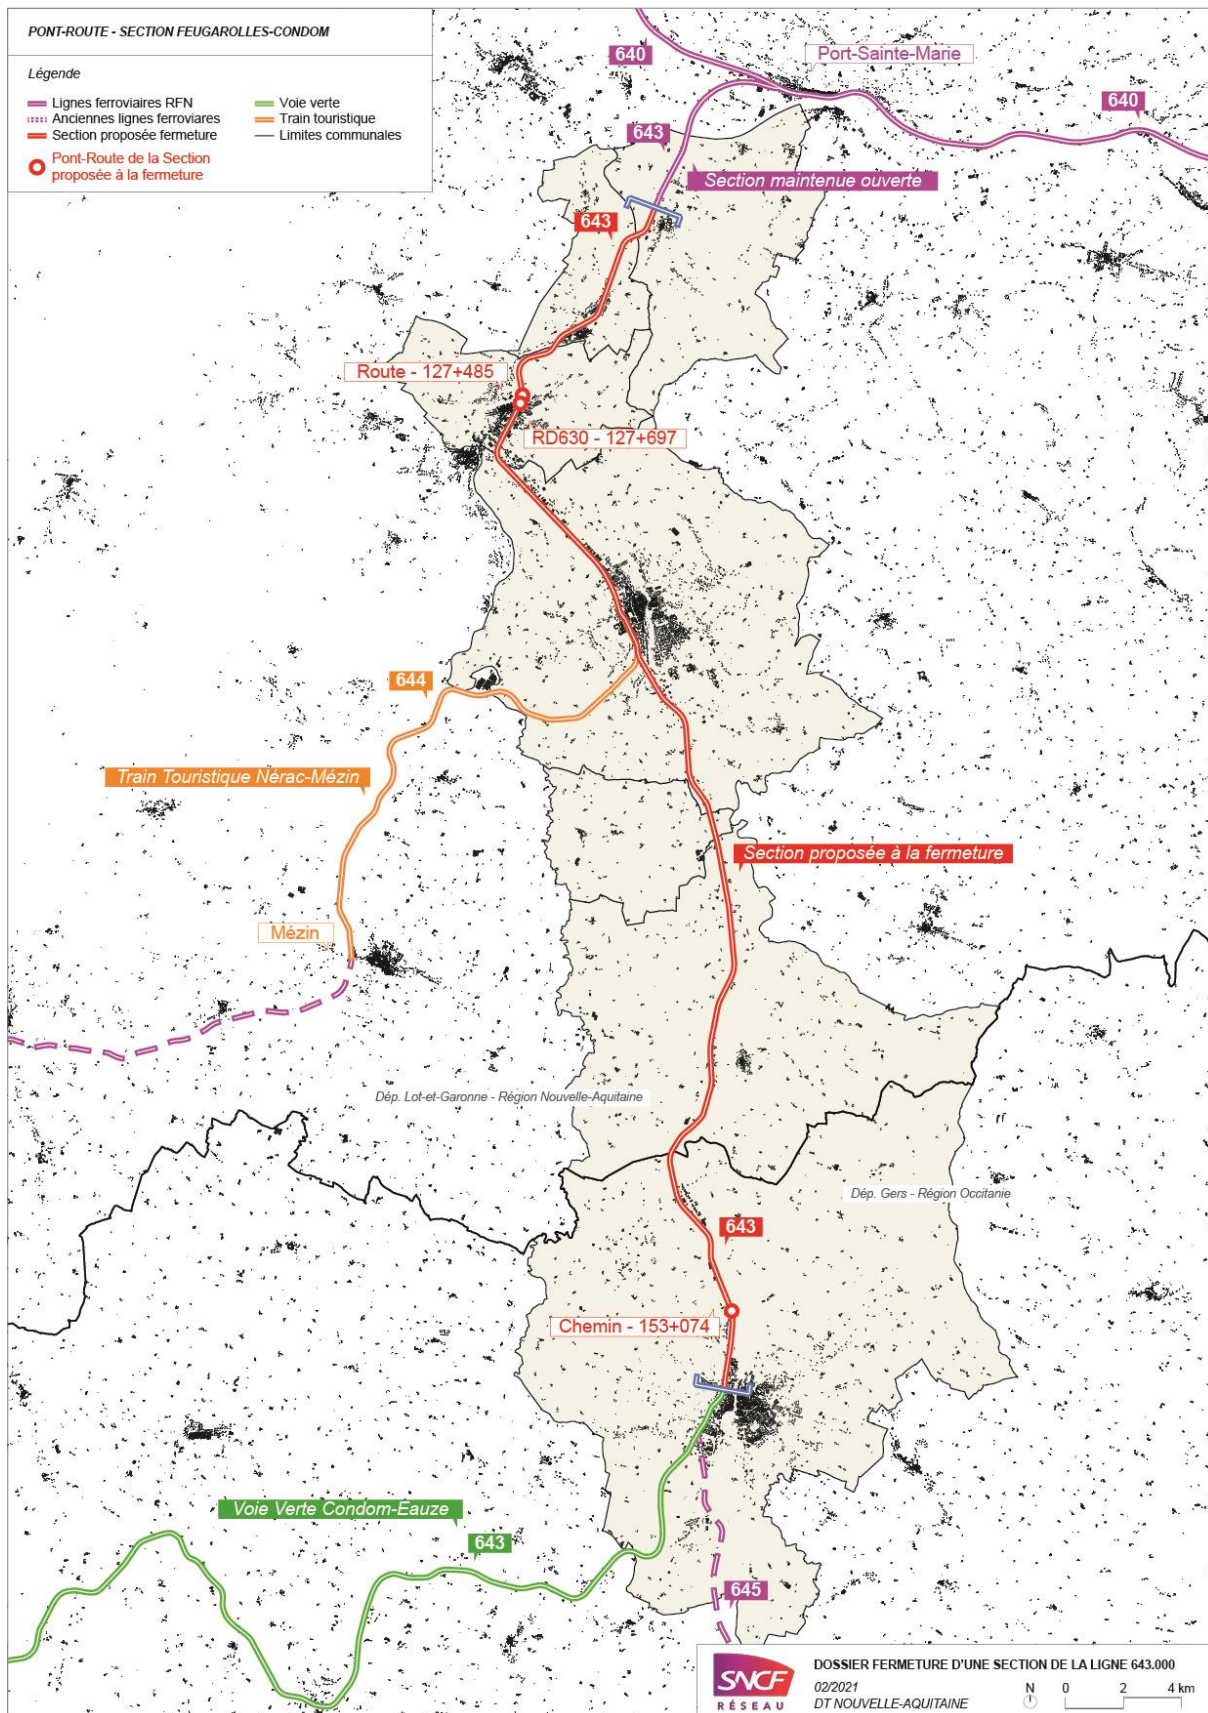 PONT-ROUTE - SECTION FEUGAROLLES-CONDOM
Légende
Lignes ferroviaires RFN
Anciennes lignes ferroviares
Section proposée fermeture
Pont-Route de la Section
proposée à la fermeture
Voie verte
Train touristique
Limites communales
640
Port-Sainte-Marie
640
643
Section maintenue ouverte
643
Route - 127+485
RD630 - 127+697
644
Train Touristique Nérac-Mézin
Section proposée à la fermeture
Mézin
Dép. Lot-et-Garonne - Région Nouvelle-Aquitaine
Dép. Gers - Région Occitanie
643
Chemin - 153+074
Voie Verte Condom-Eauze
643
645
SNCF
RÉSEAU
DOSSIER FERMETURE D'UNE SECTION DE LA LIGNE 643.000
02/2021
DT NOUVELLE-AQUITAINE
N
0 2 4 km